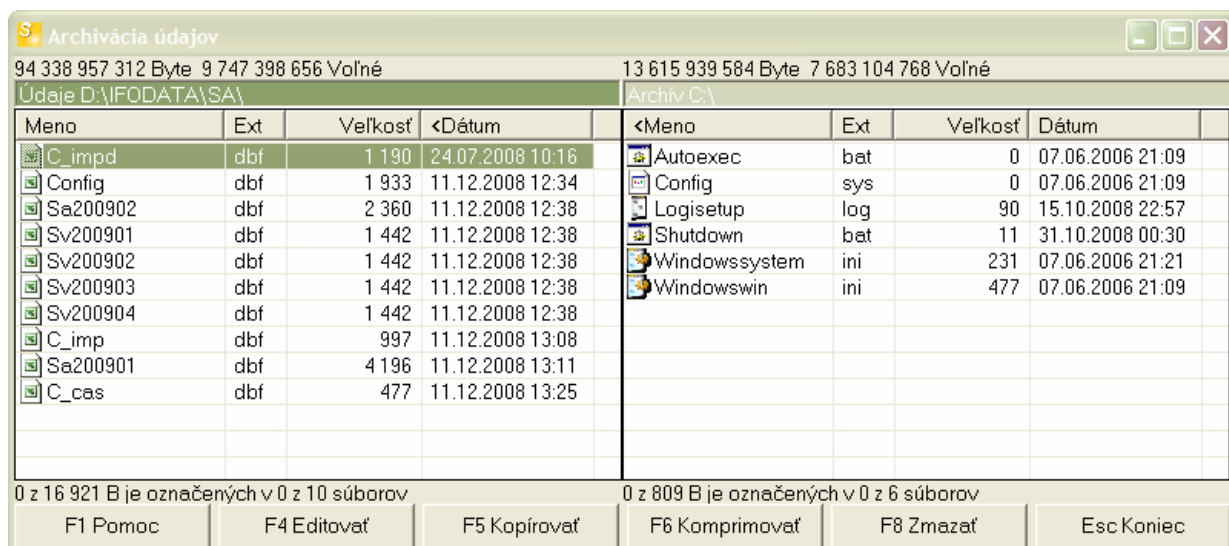 Archivácia údajov
94 338 957 312 Byte 9 747 398 656 Voľné 13 615 939 584 Byte 7 683 104 768 Voľné
Údaje D:\IFODATA\SA\ Archív C:\
Meno Ext Veľkosť <Dátum <Meno Ext Veľkosť Dátum
C_impd dbf 1 190 24.07.2008 10:16 Autoexec bat 0 07.06.2006 21:09
Config dbf 1 933 11.12.2008 12:34 Config sys 0 07.06.2006 21:09
Sa200902 dbf 2 360 11.12.2008 12:38 Logisetup log 90 15.10.2008 22:57
Sv200901 dbf 1 442 11.12.2008 12:38 Shutdown bat 11 31.10.2008 00:30
Sv200902 dbf 1 442 11.12.2008 12:38 Windowssystem ini 231 07.06.2006 21:21
Sv200903 dbf 1 442 11.12.2008 12:38 Windowswin ini 477 07.06.2006 21:09
Sv200904 dbf 1 442 11.12.2008 12:38
C_imp dbf 997 11.12.2008 13:08
Sa200901 dbf 4 196 11.12.2008 13:11
C_cas dbf 477 11.12.2008 13:25
0 z 16 921 B je označených v 0 z 10 súborov 0 z 809 B je označených v 0 z 6 súborov
F1 Pomoc F4 Editovať F5 Kopírovať F6 Komprimovať F8 Zmazať Esc Koniec